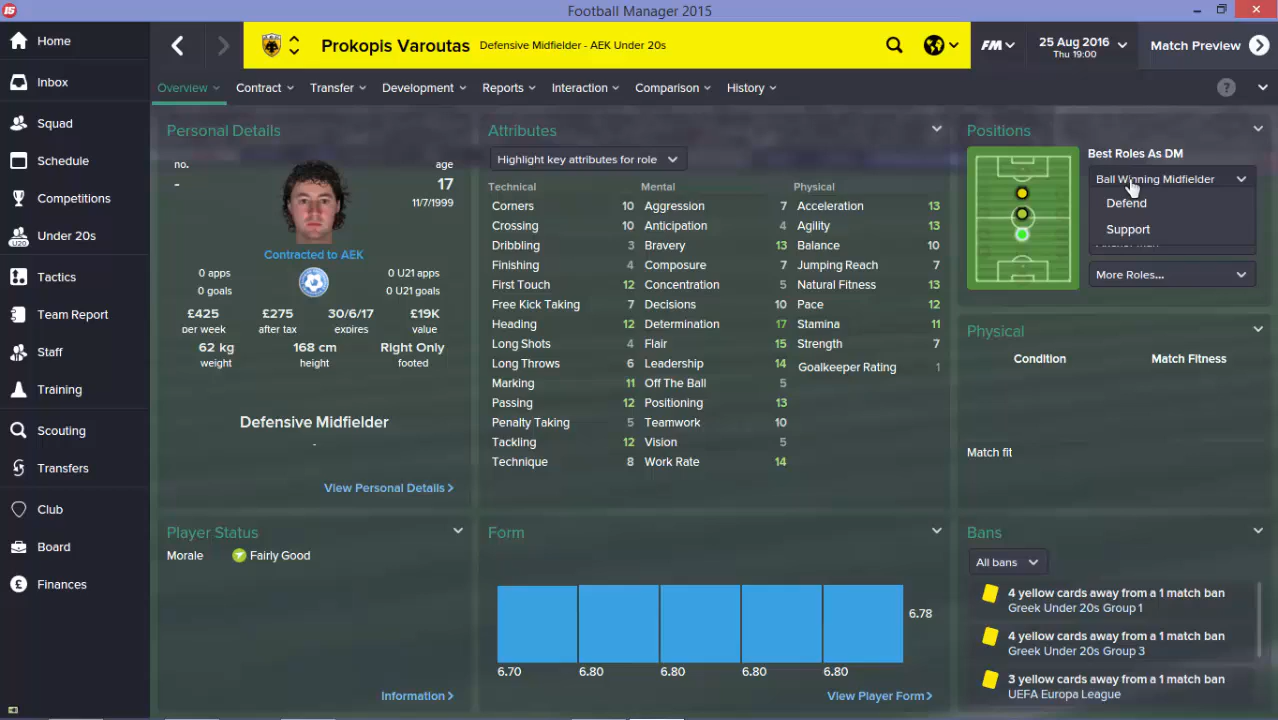 15
Football Manager 2015
Home
Inbox
Squad
Schedule
Competitions
U20
Under 20s
Tactics
Team Report
Staff
Training
Scouting
Transfers
Club
Board
Finances
Prokopis Varoutas
Defensive Midfielder - AEK Under 20s
FM
25 Aug 2016
Thu 19:00
Match Preview
Overview
Contract
Transfer
Development
Reports
Interaction
Comparison
History
?
Personal Details
no.
-
age
17
11/7/1999
Contracted to AEK
0 apps
0 goals
0 U21 apps
0 U21 goals
£425 per week
£275 after tax
30/6/17 expires
£19K value
62 kg weight
168 cm height
Right Only footed
Defensive Midfielder
-
View Personal Details >
Attributes
Highlight key attributes for role
Technical
Corners 10
Crossing 10
Dribbling 3
Finishing 4
First Touch 12
Free Kick Taking 7
Heading 12
Long Shots 4
Long Throws 6
Marking 11
Passing 12
Penalty Taking 5
Tackling 12
Technique 8
Mental
Aggression 7
Anticipation 4
Bravery 13
Composure 7
Concentration 5
Decisions 10
Determination 17
Flair 15
Leadership 14
Off The Ball 5
Positioning 13
Teamwork 10
Vision 5
Work Rate 14
Physical
Acceleration 13
Agility 13
Balance 10
Jumping Reach 7
Natural Fitness 13
Pace 12
Stamina 11
Strength 7
Goalkeeper Rating 1
Positions
Best Roles As DM
Ball Winning Midfielder
Defend
Support
More Roles...
Physical
Condition
Match Fitness
Match fit
Player Status
Morale
Fairly Good
Information >
Form
6.78
6.70 6.80 6.80 6.80 6.80
View Player Form >
Bans
All bans
4 yellow cards away from a 1 match ban
Greek Under 20s Group 1
4 yellow cards away from a 1 match ban
Greek Under 20s Group 3
3 yellow cards away from a 1 match ban
UEFA Europa League